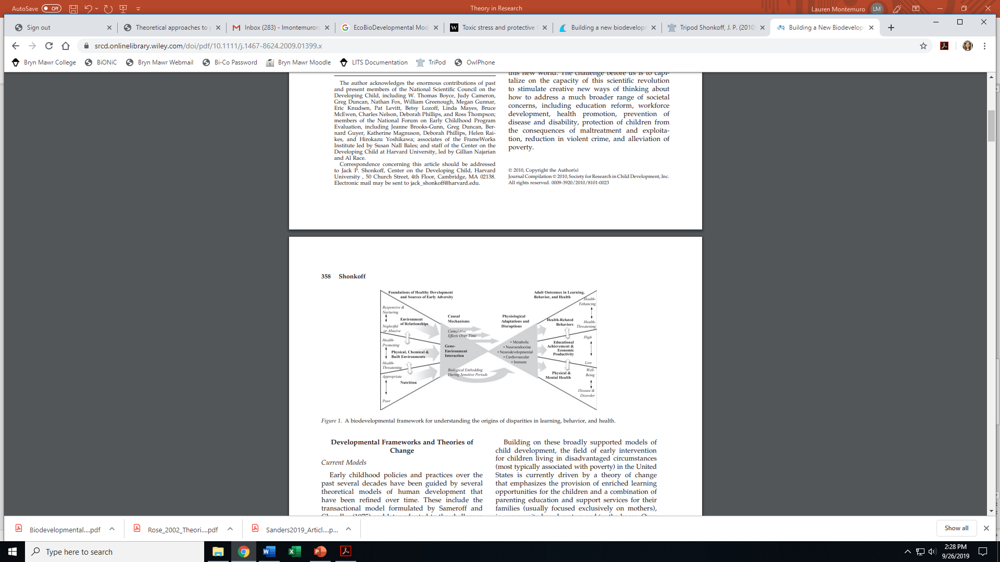 AutoSave Off
Theory in Research
Lauren Montemuro LM
Sign out
Theoretical approaches to p
Inbox (283) - lmontemuror
EcoBioDevelopmental Mod
Toxic stress and protective f
Building a new biodevelopr
Tripod Shonkoff, J. P. (2010
Building a New Biodevelop
srcd.onlinelibrary.wiley.com/doi/pdf/10.1111/j.1467-8624.2009.01399.x
Bryn Mawr College
BiONiC
Bryn Mawr Webmail
Bi-Co Password
Bryn Mawr Moodle
LITS Documentation
TriPod
OwlPhone
The author acknowledges the enormous contributions of past
and present members of the National Scientific Council on the
Developing Child, including W. Thomas Boyce, Judy Cameron,
Greg Duncan, Nathan Fox, William Greenough, Megan Gunnar,
Eric Knudsen, Pat Levitt, Betsy Lozoff, Linda Mayes, Bruce
McEwen, Charles Nelson, Deborah Phillips, and Ross Thompson;
members of the National Forum on Early Childhood Program
Evaluation, including Jeanne Brooks-Gunn, Greg Duncan, Ber-
nard Guyer, Katherine Magnuson, Deborah Phillips, Helen Rai-
kes, and Hirokazu Yoshikawa; associates of the FrameWorks
Institute led by Susan Nall Bales; and staff of the Center on the
Developing Child at Harvard University, led by Gillian Najarian
and Al Race.
Correspondence concerning this article should be addressed
to Jack P. Shonkoff, Center on the Developing Child, Harvard
University , 50 Church Street, 4th Floor, Cambridge, MA 02138.
Electronic mail may be sent to jack_shonkoff@harvard.edu.
this new world. The challenge before us is to capi-
talize on the capacity of this scientific revolution
to stimulate creative new ways of thinking about
how to address a much broader range of societal
concerns, including education reform, workforce
development, health promotion, prevention of
disease and disability, protection of children from
the consequences of maltreatment and exploita-
tion, reduction in violent crime, and alleviation of
poverty.
© 2010, Copyright the Author(s)
Journal Compilation © 2010, Society for Research in Child Development, Inc.
All rights reserved. 0009-3920/2010/8101-0023
358 Shonkoff
Foundations of Healthy Development
and Sources of Early Adversity
Responsive &
Nurturing
Neglectful
or Abusive
Environment
of Relationships
Health-
Promoting
Health-
Threatening
Physical, Chemical &
Built Environments
Appropriate
Nutrition
Poor
Causal
Mechanisms
Cumulative
Effects Over Time
Gene-
Environment
Interaction
Biological Embedding
During Sensitive Periods
Physiological
Adaptations and
Disruptions
• Metabolic
• Neuroendocrine
• Neurodevelopmental
• Cardiovascular
• Immune
Adult Outcomes in Learning,
Behavior, and Health
Health-
Enhancing
Health-Related
Behaviors
Health-
Threatening
High
Educational
Achievement &
Economic
Productivity
Low
Well-
Being
Physical &
Mental Health
Disease &
Disorder
Figure 1. A biodevelopmental framework for understanding the origins of disparities in learning, behavior, and health.
Developmental Frameworks and Theories of
Change
Current Models
Early childhood policies and practices over the
past several decades have been guided by several
theoretical models of human development that
have been refined over time. These include the
transactional model formulated by Sameroff and
Building on these broadly supported models of
child development, the field of early intervention
for children living in disadvantaged circumstances
(most typically associated with poverty) in the United
States is currently driven by a theory of change
that emphasizes the provision of enriched learning
opportunities for the children and a combination of
parenting education and support services for their
families (usually focused exclusively on mothers),
Biodevelopmental....pdf
Rose_2002_Theori....pdf
Sanders2019_Articl....p...
Show all
Type here to search
2:28 PM
9/26/2019